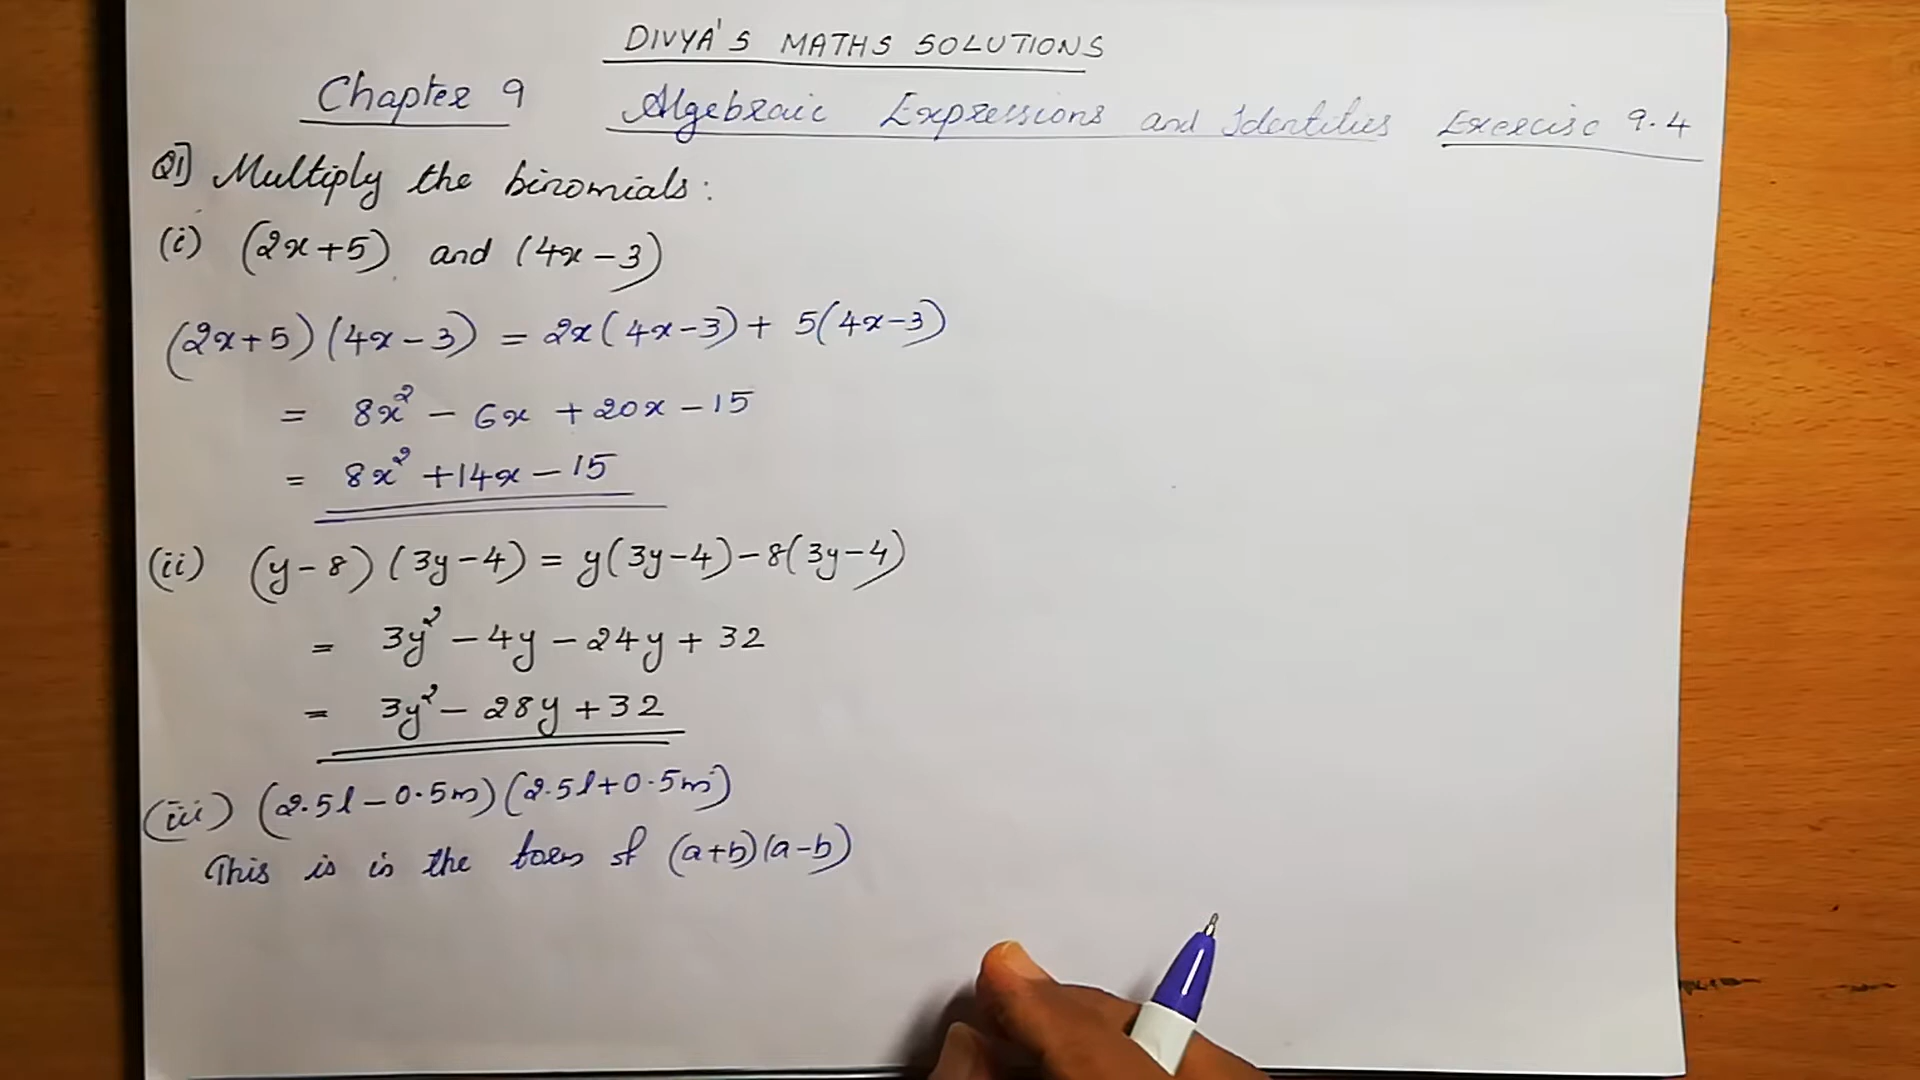 DIVYA'S MATHS SOLUTIONS
Chapter 9 Algebraic Expressions and Identities Exercise 9.4
Q1] Multiply the binomials:
(i) (2x+5) and (4x-3)
(2x+5)(4x-3) = 2x(4x-3)+ 5(4x-3)
= 8x² - 6x + 20x - 15
= 8x² +14x - 15
(ii) (y-8)(3y-4) = y(3y-4)-8(3y-4)
= 3y² - 4y - 24y + 32
= 3y² - 28y + 32
(iii) (2.5l - 0.5m)(2.5l+0.5m)
This is in the form of (a+b)(a-b)